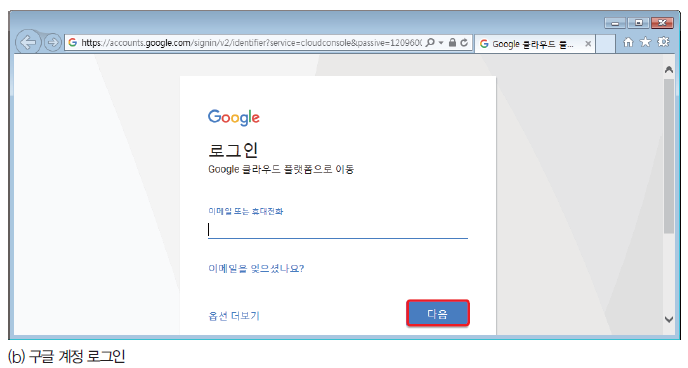 https://accounts.google.com/signin/v2/identifier?service=cloudconsole&passive=1209600
Google 클라우드 플...
Google
로그인
Google 클라우드 플랫폼으로 이동
이메일 또는 휴대전화
이메일을 잊으셨나요?
옵션 더보기
다음
(b) 구글 계정 로그인